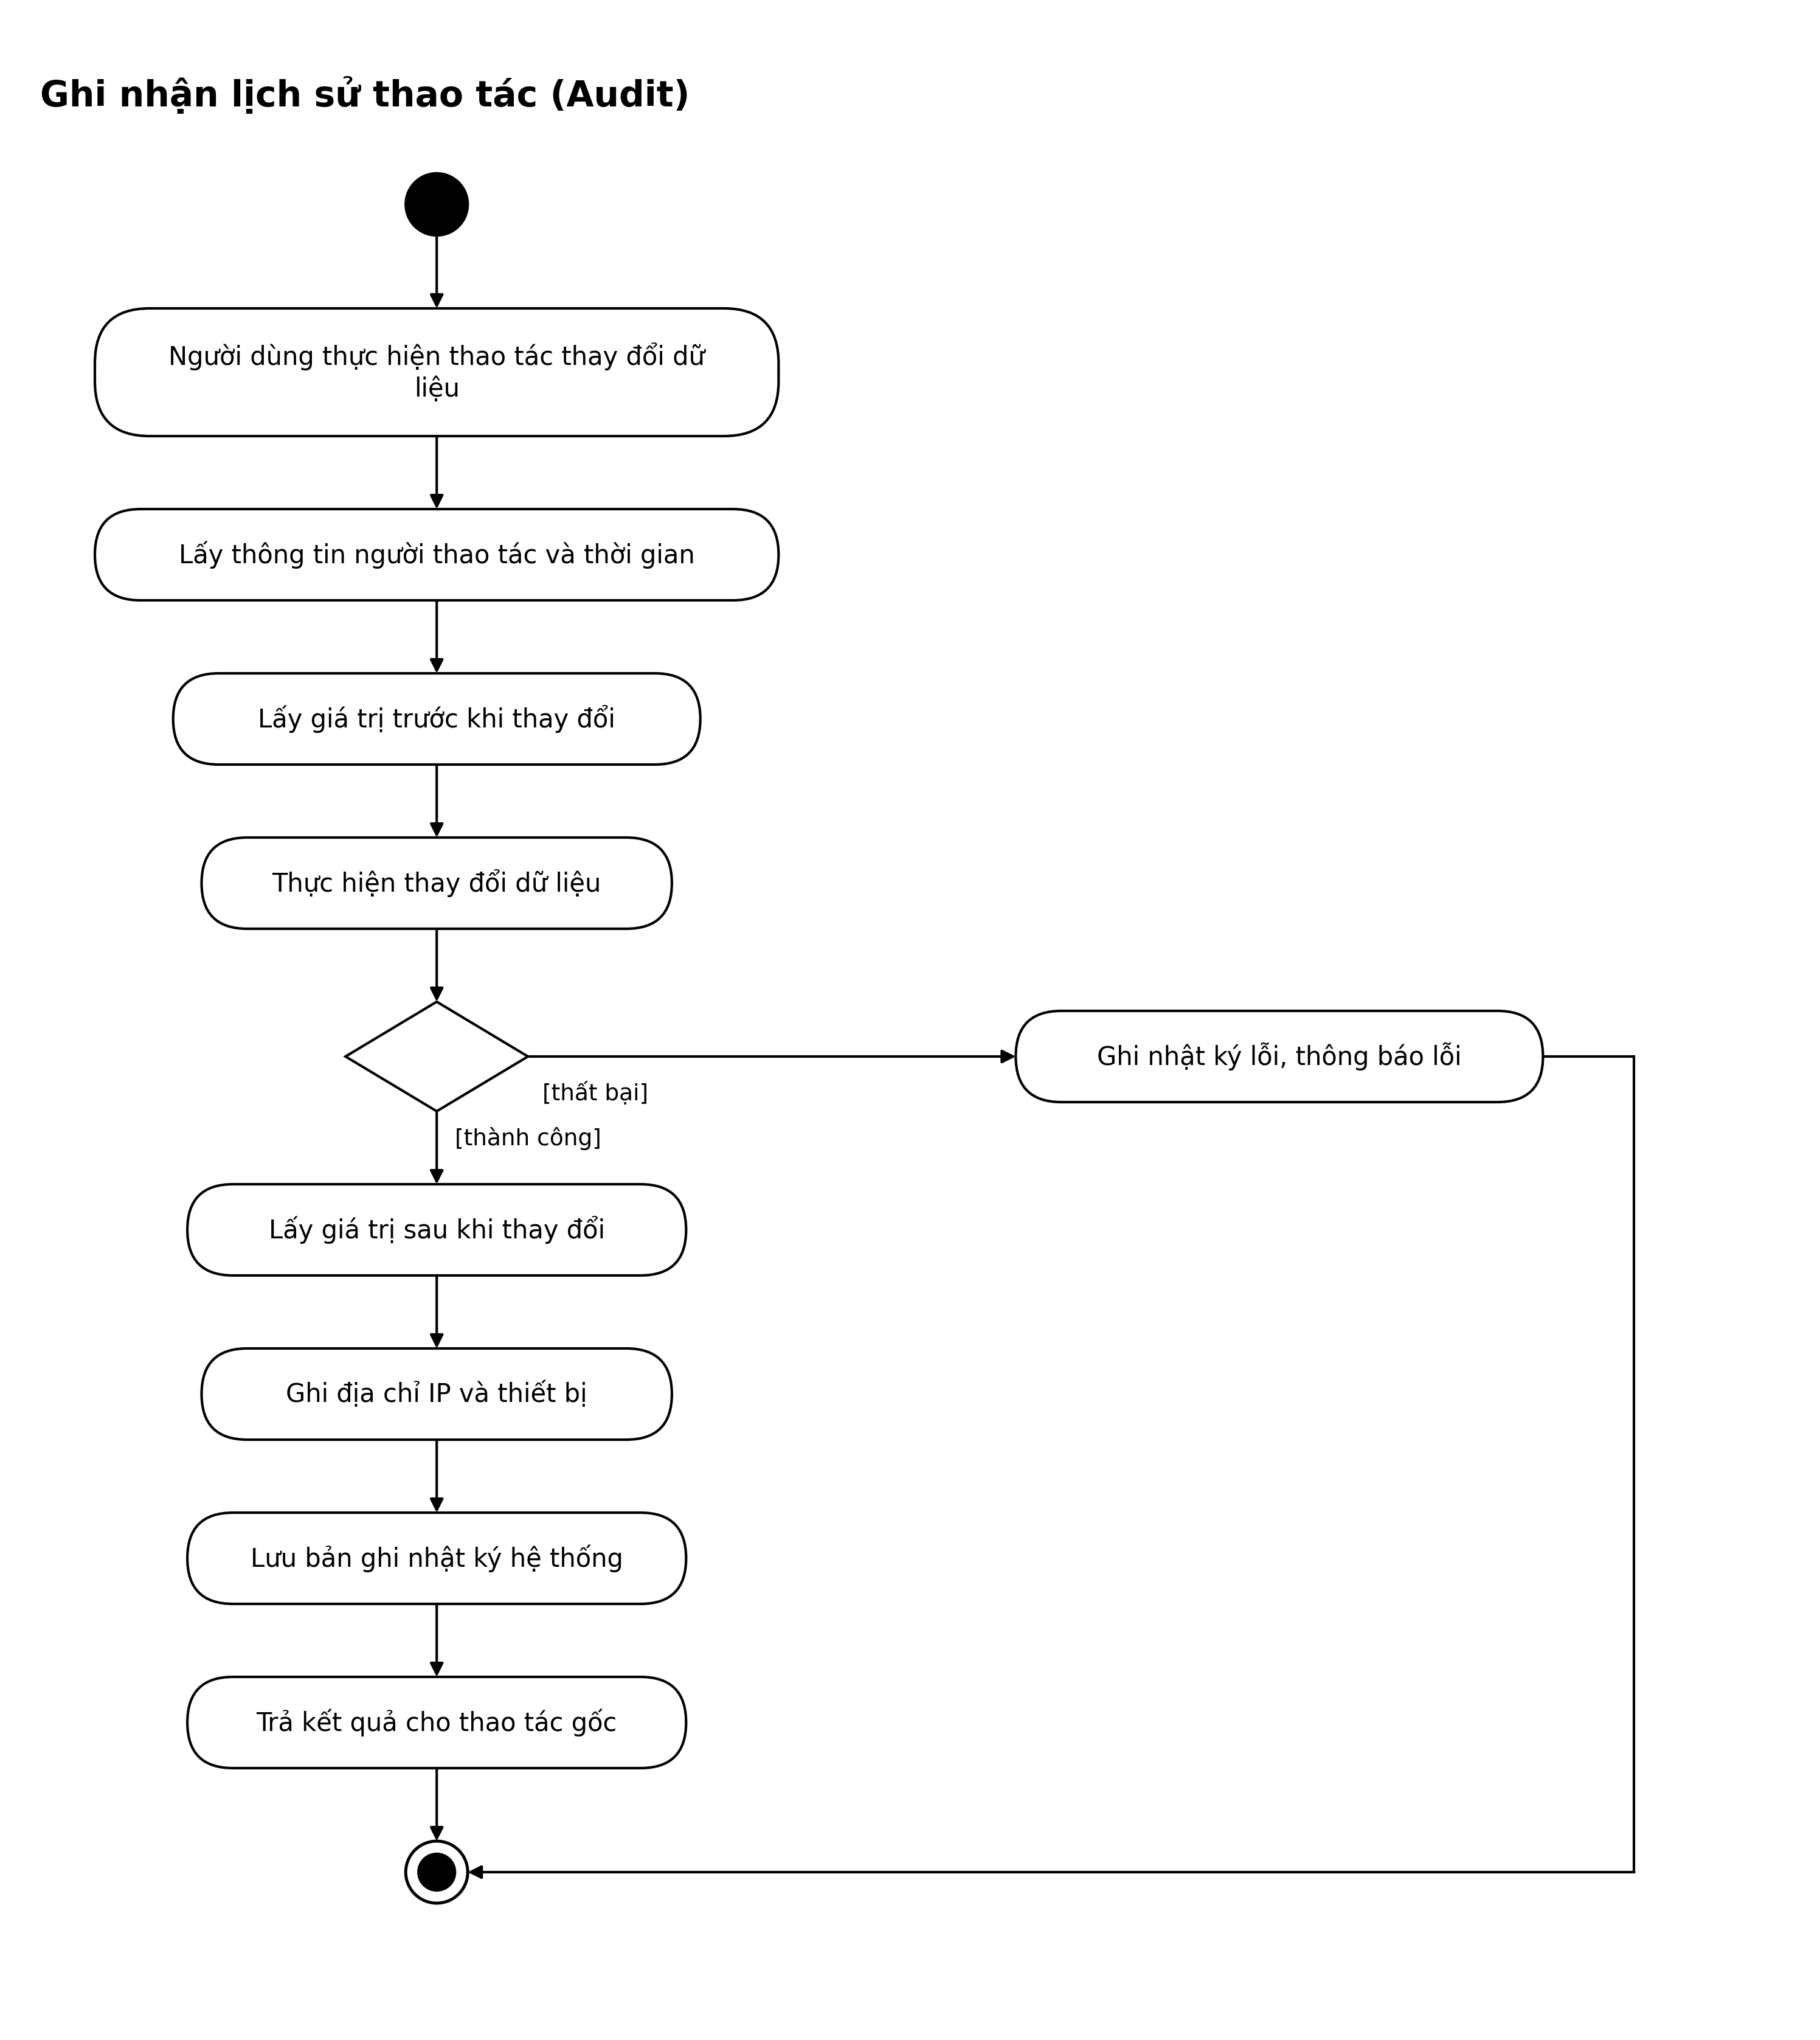 Ghi nhận lịch sử thao tác (Audit)
Người dùng thực hiện thao tác thay đổi dữ
liệu
Lấy thông tin người thao tác và thời gian
Lấy giá trị trước khi thay đổi
Thực hiện thay đổi dữ liệu
Ghi nhật ký lỗi, thông báo lỗi
[thất bại]
[thành công]
Lấy giá trị sau khi thay đổi
Ghi địa chỉ IP và thiết bị
Lưu bản ghi nhật ký hệ thống
Trả kết quả cho thao tác gốc